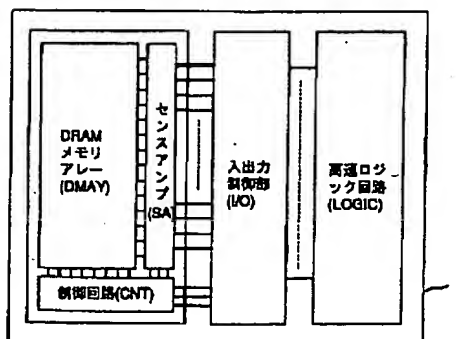 DRAM
メモリ
アレー
(DMAY)
センスアンプ
(SA)
入出力
制御部
(I/O)
高速ロジ
ック回路
(LOGIC)
制御回路(CNT)